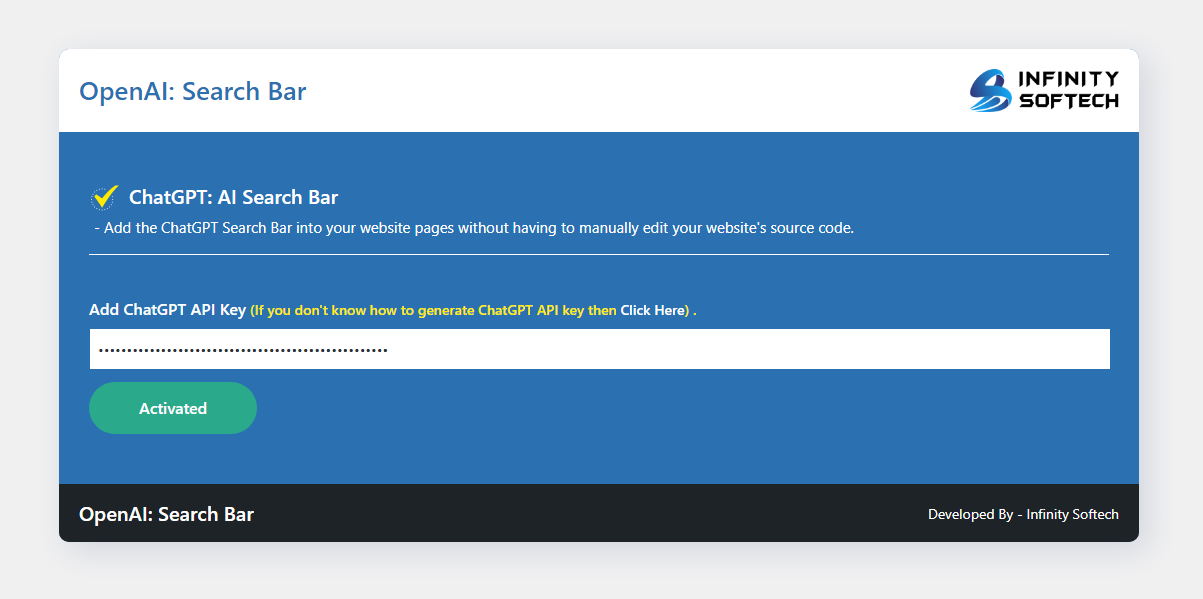 OpenAI: Search Bar
INFINITY
SOFTECH
ChatGPT: AI Search Bar
- Add the ChatGPT Search Bar into your website pages without having to manually edit your website's source code.
Add ChatGPT API Key (If you don't know how to generate ChatGPT API key then Click Here) .
Activated
OpenAI: Search Bar
Developed By - Infinity Softech